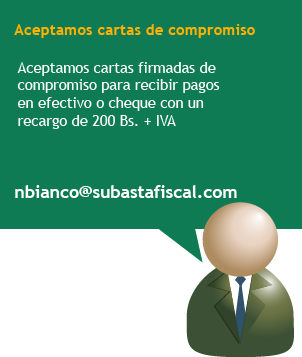 Aceptamos cartas de compromiso
Aceptamos cartas firmadas de
compromiso para recibir pagos
en efectivo o cheque con un
recargo de 200 Bs. + IVA
nbianco@subastafiscal.com